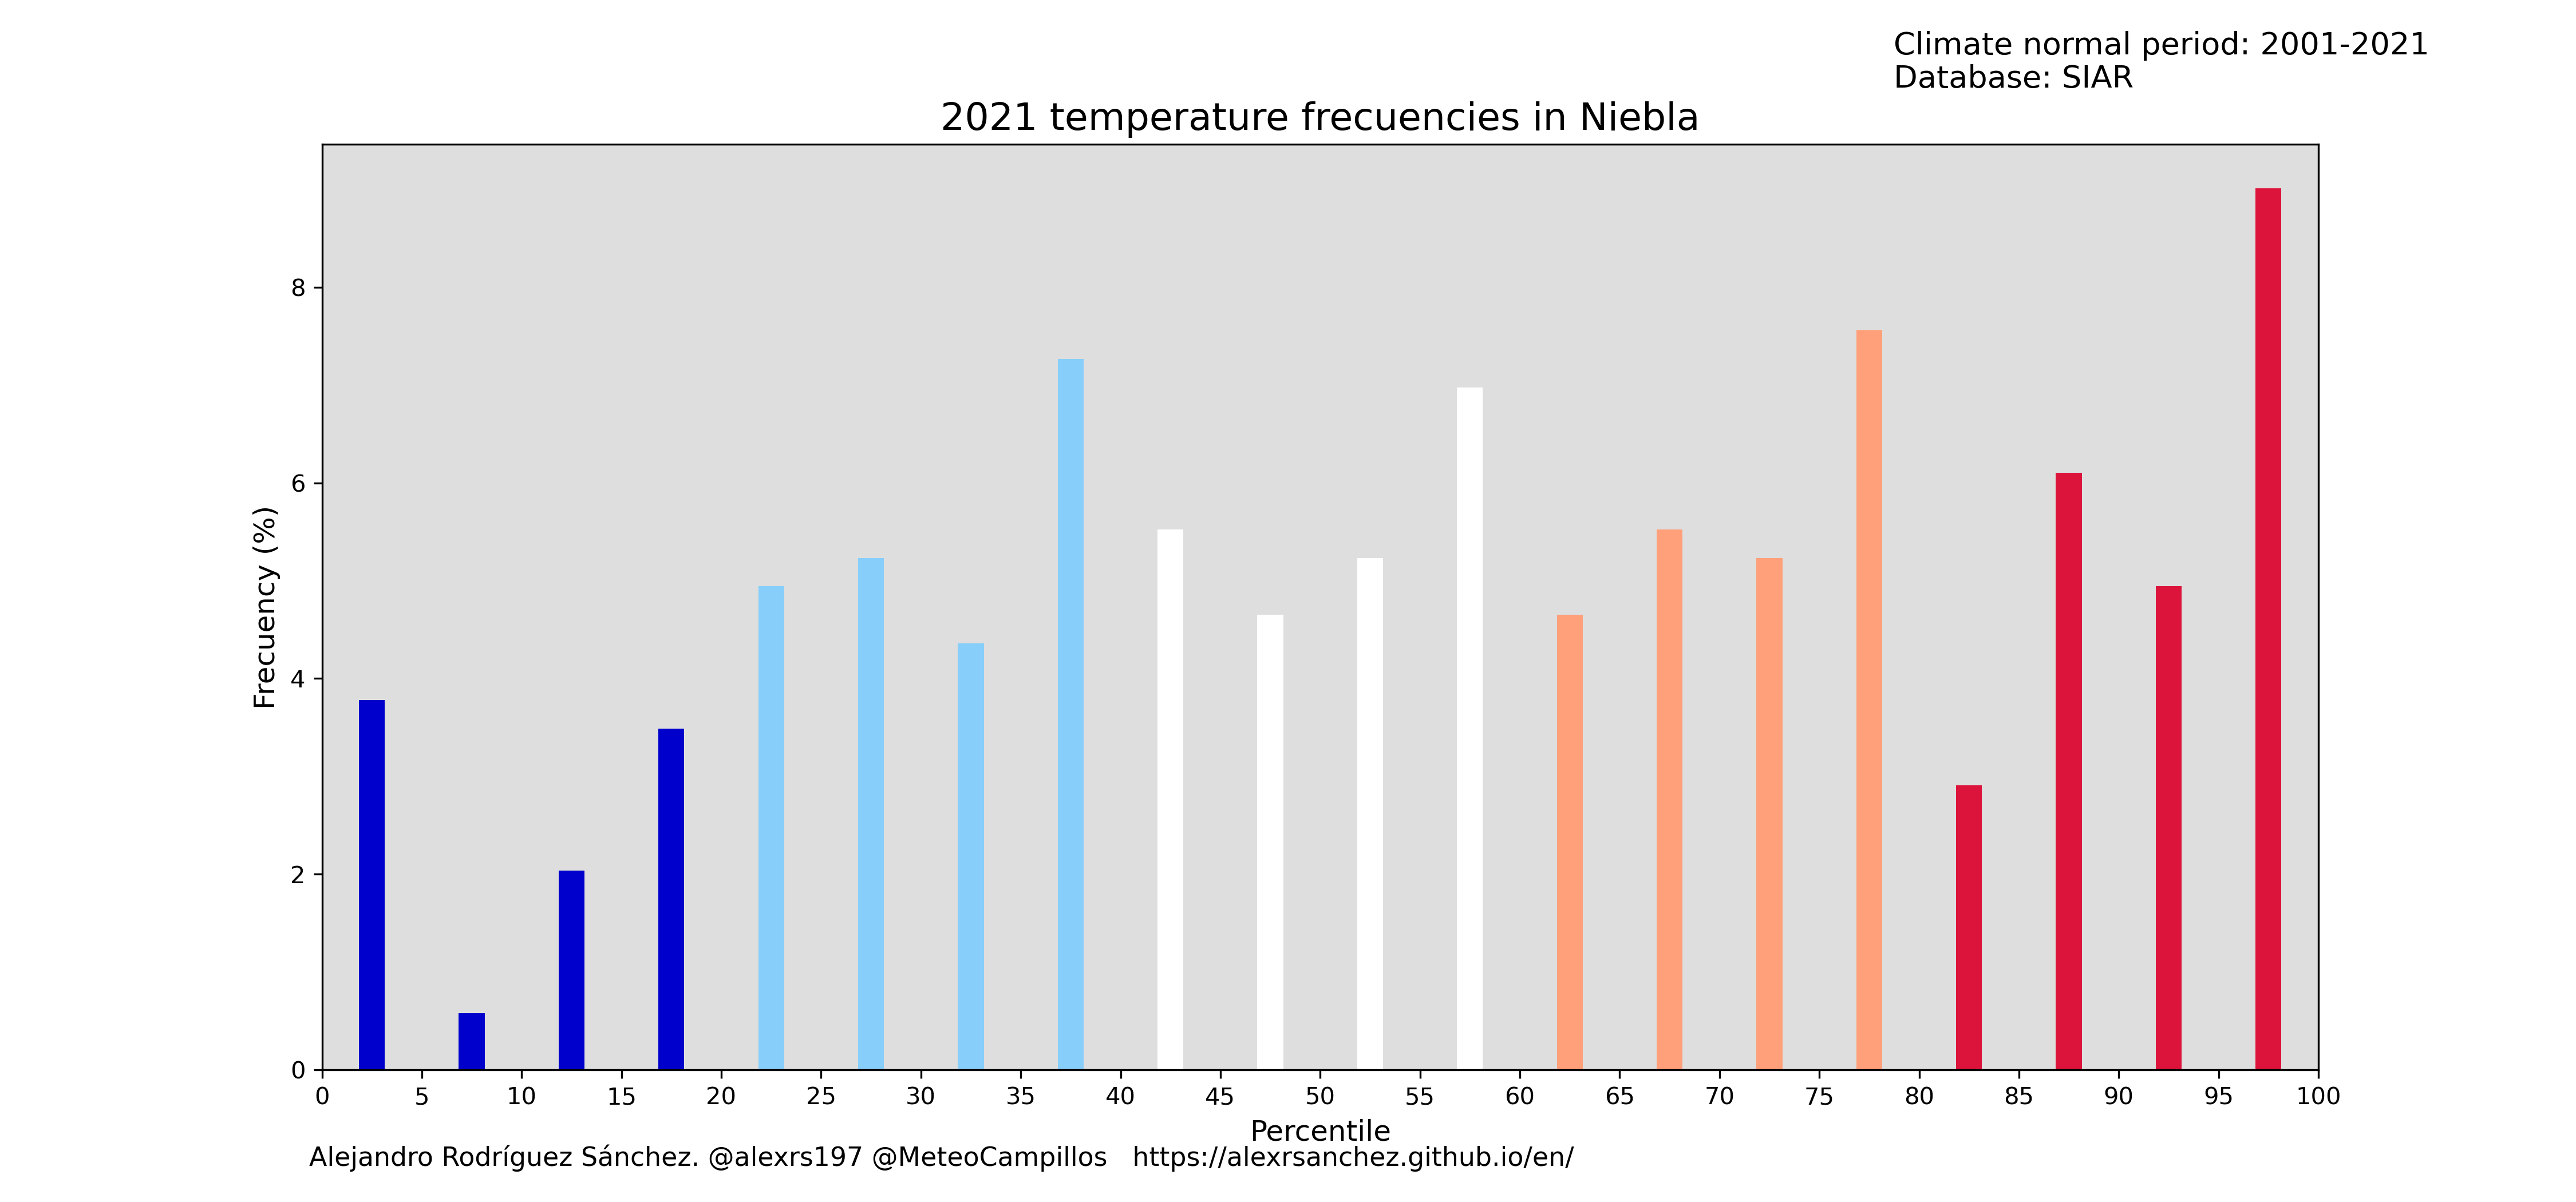 Climate normal period: 2001-2021
Database: SIAR
2021 temperature frecuencies in Niebla
Frecuency (%)
8
6
4
2
0
0 5 10 15 20 25 30 35 40 45 50 55 60 65 70 75 80 85 90 95 100
Percentile
Alejandro Rodríguez Sánchez. @alexrs197 @MeteoCampillos https://alexrsanchez.github.io/en/